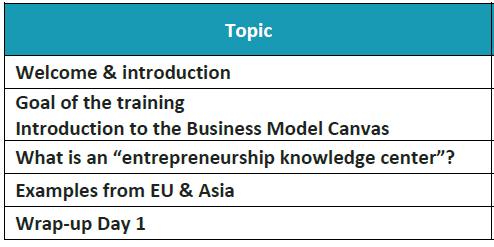 Topic
Welcome & introduction
Goal of the training
Introduction to the Business Model Canvas
What is an “entrepreneurship knowledge center”?
Examples from EU & Asia
Wrap-up Day 1